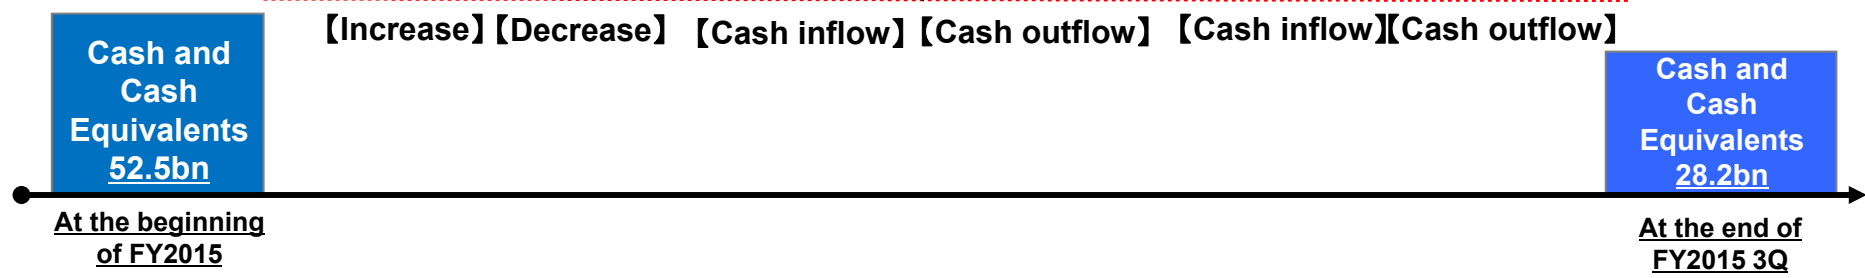 【Increase】【Decrease】 【Cash inflow】【Cash outflow】 【Cash inflow】【Cash outflow】
Cash and
Cash
Equivalents
52.5bn
Cash and
Cash
Equivalents
28.2bn
At the beginning
of FY2015
At the end of
FY2015 3Q